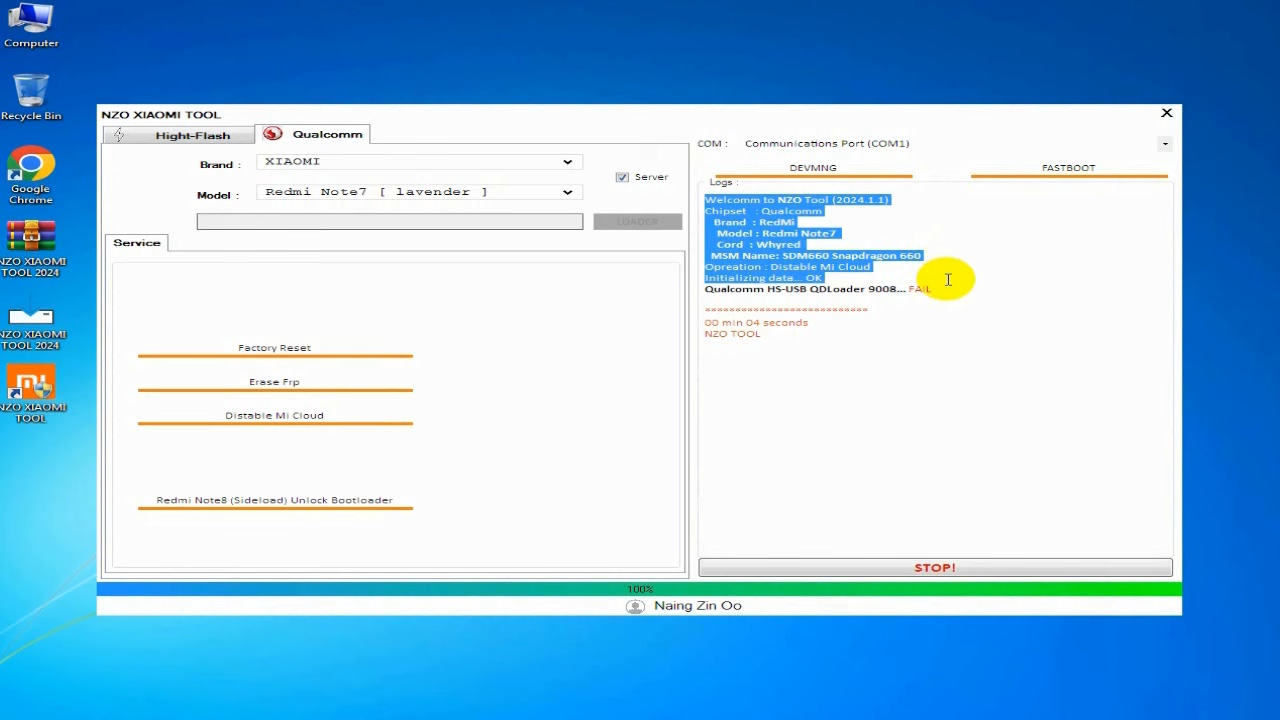 Computer
Recycle Bin
Google
Chrome
NZO XIAOMI
TOOL 2024
NZO XIAOMI
TOOL 2024
NZO XIAOMI
TOOL
NZO XIAOMI TOOL
Hight-Flash
Qualcomm
Brand :
XIAOMI
Model :
Redmi Note7 [ lavender ]
Server
LOADER
Service
Factory Reset
Erase Frp
Distable Mi Cloud
Redmi Note8 (Sideload) Unlock Bootloader
COM :
Communications Port (COM1)
DEVMNG
FASTBOOT
Logs :
Welcomm to NZO Tool (2024.1.1)
Chipset : Qualcomm
Brand : RedMi
Model : Redmi Note7
Cord : Whyred
MSM Name: SDM660 Snapdragon 660
Opreation : Distable Mi Cloud
Initializing data... OK
Qualcomm HS-USB QDLoader 9008... FAIL
==========================
00 min 04 seconds
NZO TOOL
STOP!
100%
Naing Zin Oo